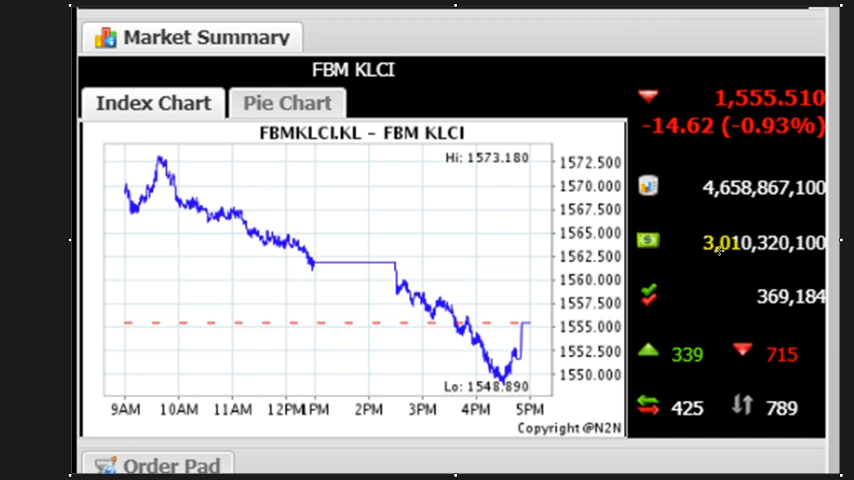 Market Summary
FBM KLCI
Index Chart
Pie Chart
FBMKLCI.KL - FBM KLCI
Hi: 1573.180
1572.500
1570.000
1567.500
1565.000
1562.500
1560.000
1557.500
1555.000
1552.500
1550.000
Lo: 1548.890
9AM 10AM 11AM 12PM 1PM 2PM 3PM 4PM 5PM
Copyright @N2N
1,555.510
-14.62 (-0.93%)
4,658,867,100
3,010,320,100
369,184
339 715
425 789
Order Pad